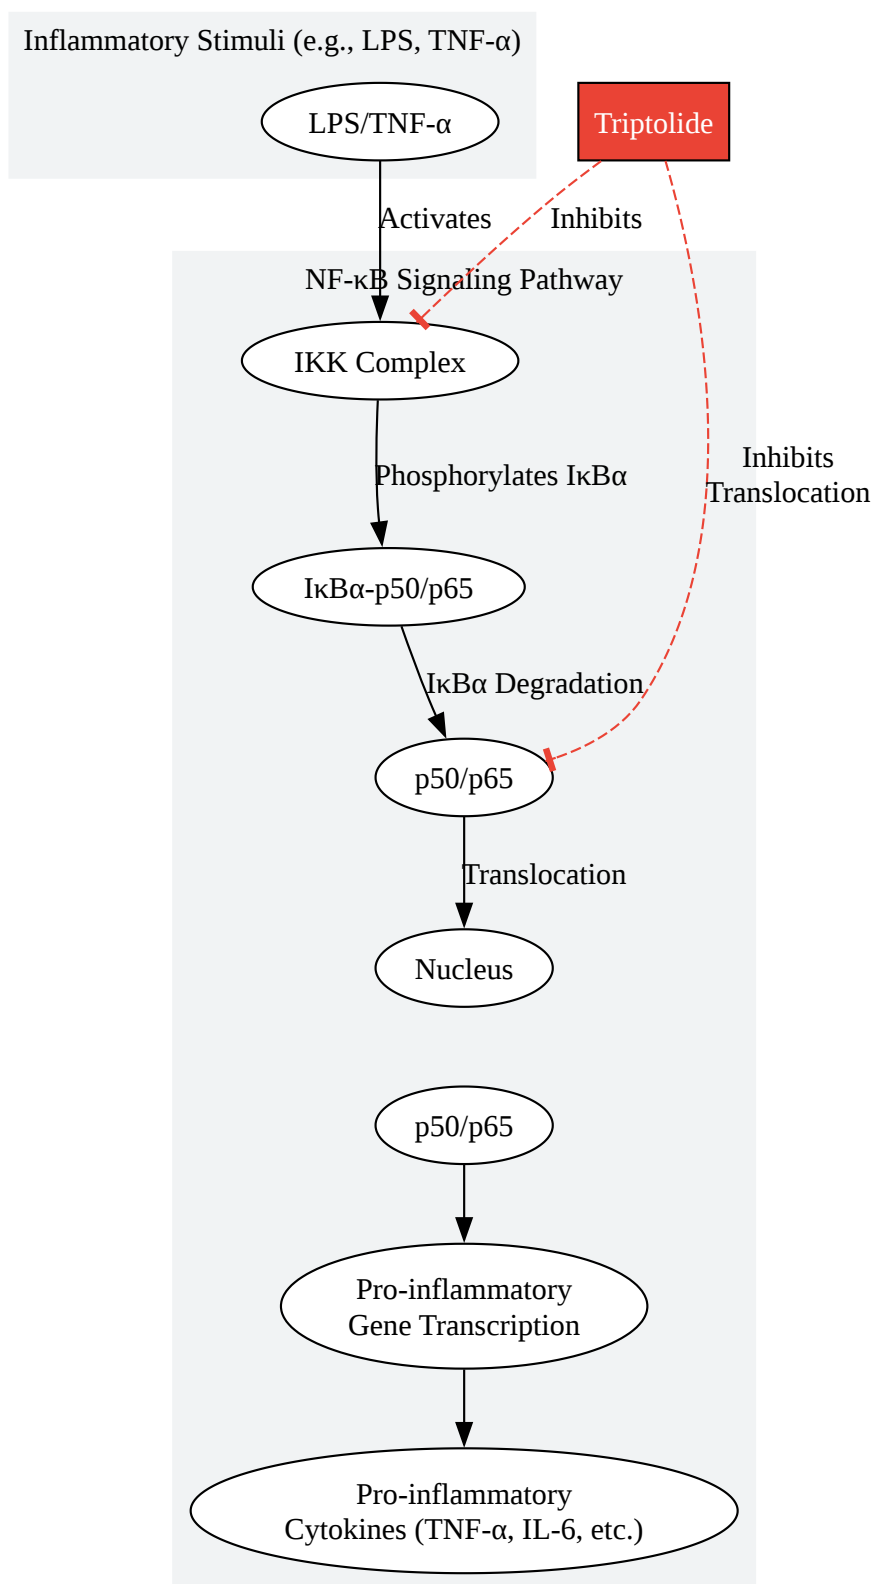 Inflammatory Stimuli (e.g., LPS, TNF-α)
LPS/TNF-α
Triptolide
Activates
Inhibits
NF-κB Signaling Pathway
IKK Complex
Phosphorylates IκBα
Inhibits
Translocation
IκBα-p50/p65
IκBα Degradation
p50/p65
Translocation
Nucleus
p50/p65
Pro-inflammatory
Gene Transcription
Pro-inflammatory
Cytokines (TNF-α, IL-6, etc.)